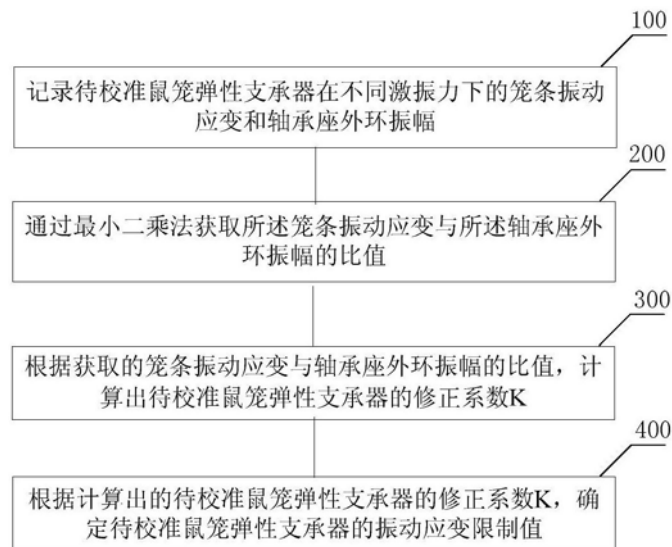 100
记录待校准鼠笼弹性支承器在不同激振力下的笼条振动
应变和轴承座外环振幅
200
通过最小二乘法获取所述笼条振动应变与所述轴承座外
环振幅的比值
300
根据获取的笼条振动应变与轴承座外环振幅的比值，计
算出待校准鼠笼弹性支承器的修正系数K
400
根据计算出的待校准鼠笼弹性支承器的修正系数K，确
定待校准鼠笼弹性支承器的振动应变限制值